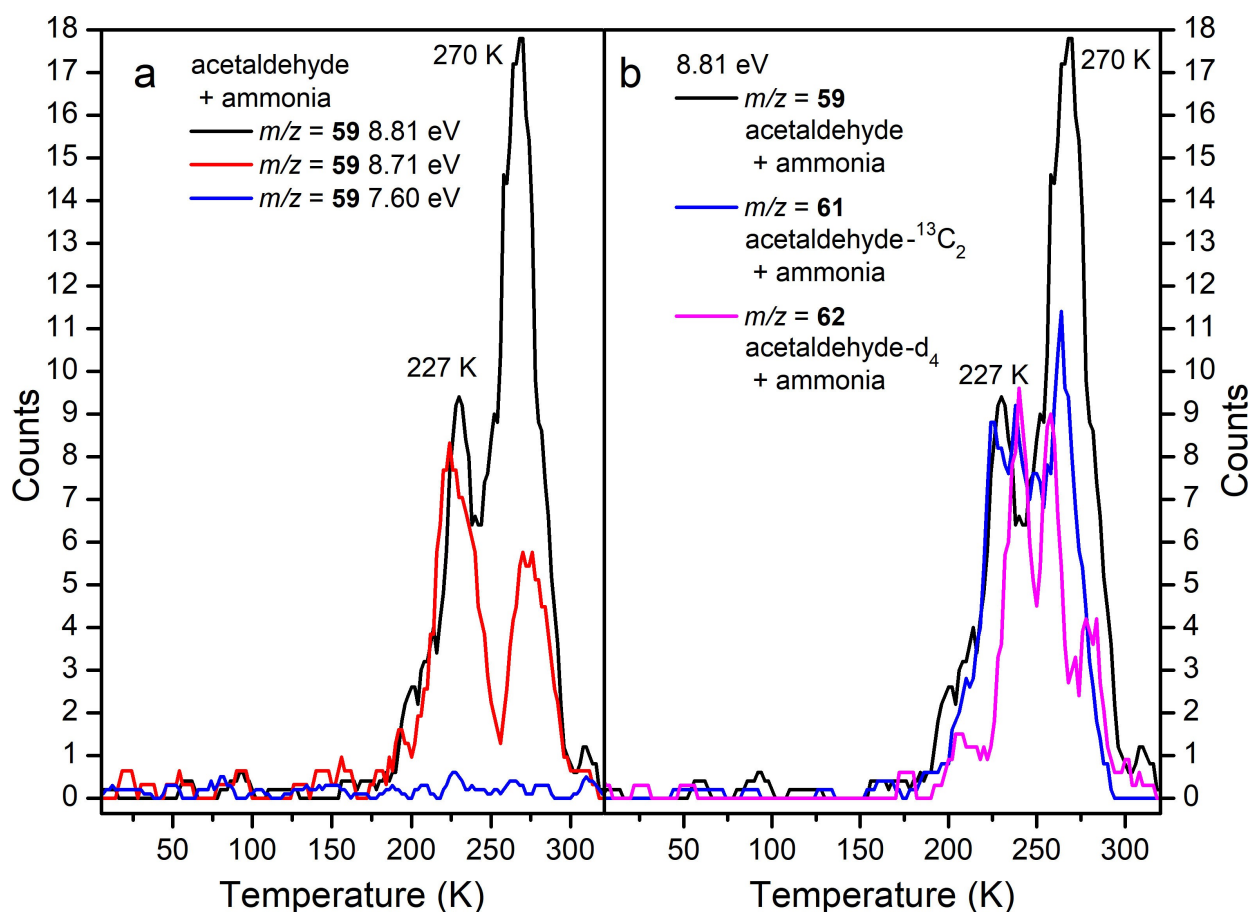 18
17
16
15
14
13
12
11
10
9
8
7
6
5
4
3
2
1
0
Counts
a
acetaldehyde
+ ammonia
m/z = 59 8.81 eV
m/z = 59 8.71 eV
m/z = 59 7.60 eV
270 K
227 K
50 100 150 200 250 300
Temperature (K)
b
8.81 eV
m/z = 59
acetaldehyde
+ ammonia
m/z = 61
acetaldehyde-¹³C₂
+ ammonia
m/z = 62
acetaldehyde-d₄
+ ammonia
270 K
227 K
50 100 150 200 250 300
Temperature (K)
18
17
16
15
14
13
12
11
10
9
8
7
6
5
4
3
2
1
0
Counts